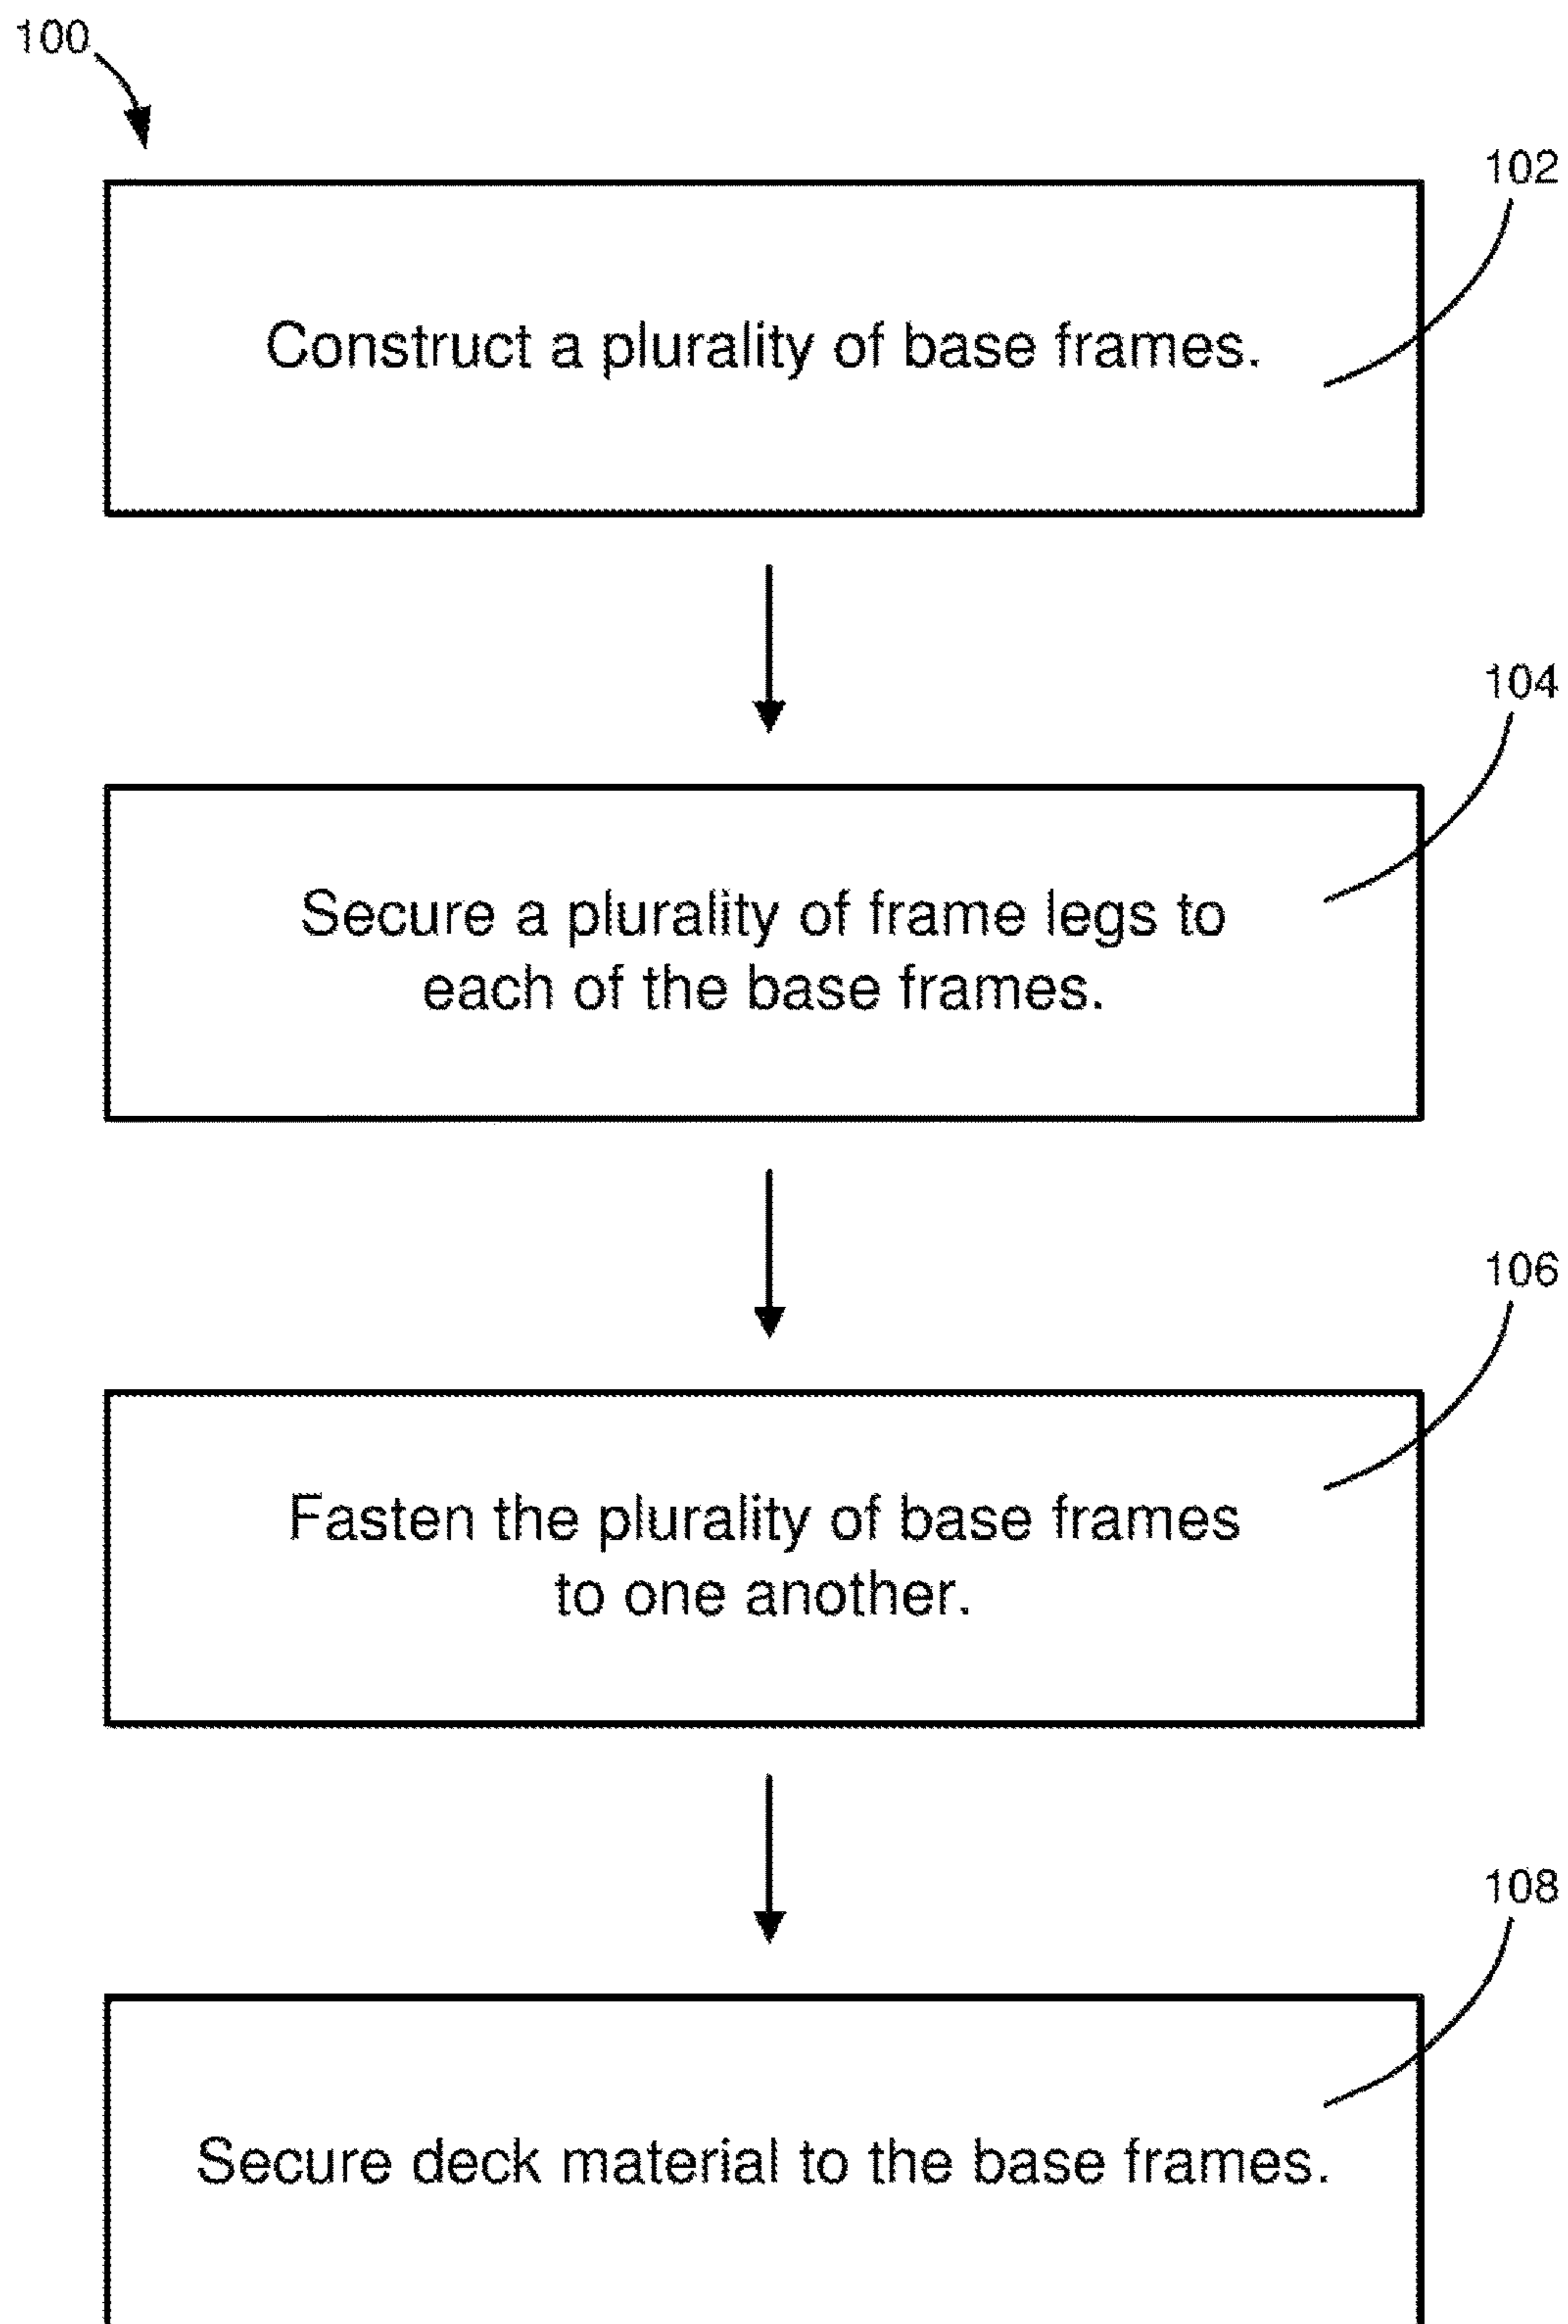 100
102
Construct a plurality of base frames.
104
Secure a plurality of frame legs to
each of the base frames.
106
Fasten the plurality of base frames
to one another.
108
Secure deck material to the base frames.